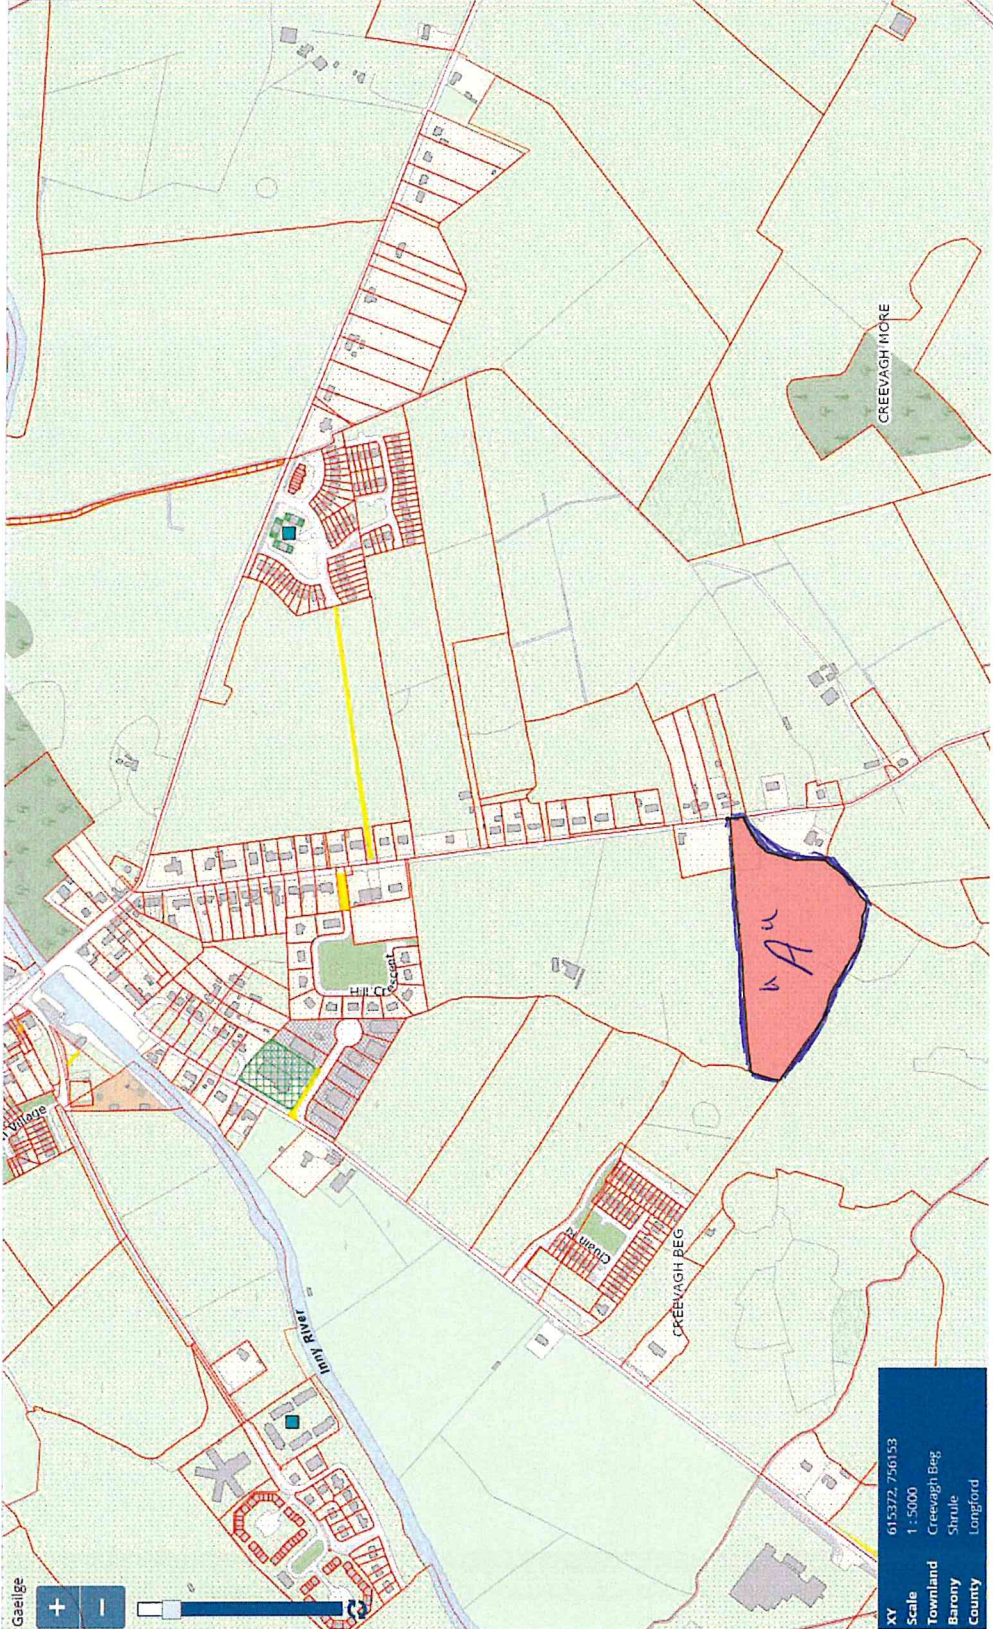 Gaeilge
+
−
Village
Hill Crescent
Inny River
"A"
CREEVAGH MORE
CREEVAGH BEG
XY 615372, 756153
Scale 1 : 5000
Townland Creevagh Beg
Barony Shrule
County Longford